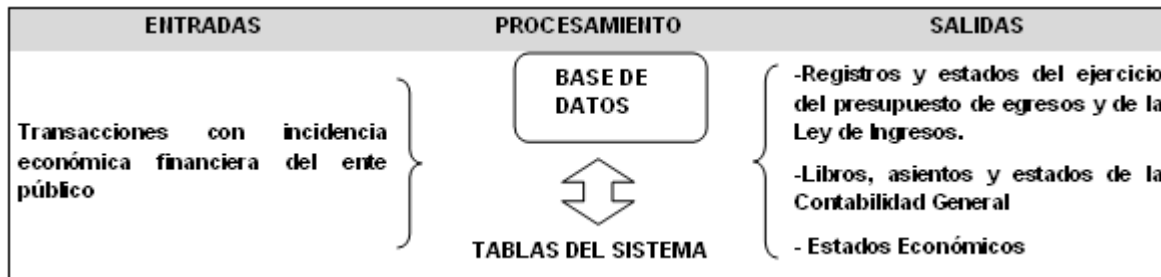 ENTRADAS PROCESAMIENTO SALIDAS
Transacciones con incidencia
económica financiera del ente
público
BASE DE
DATOS
TABLAS DEL SISTEMA
-Registros y estados del ejercicio
del presupuesto de egresos y de la
Ley de Ingresos.
-Libros, asientos y estados de la
Contabilidad General
- Estados Económicos